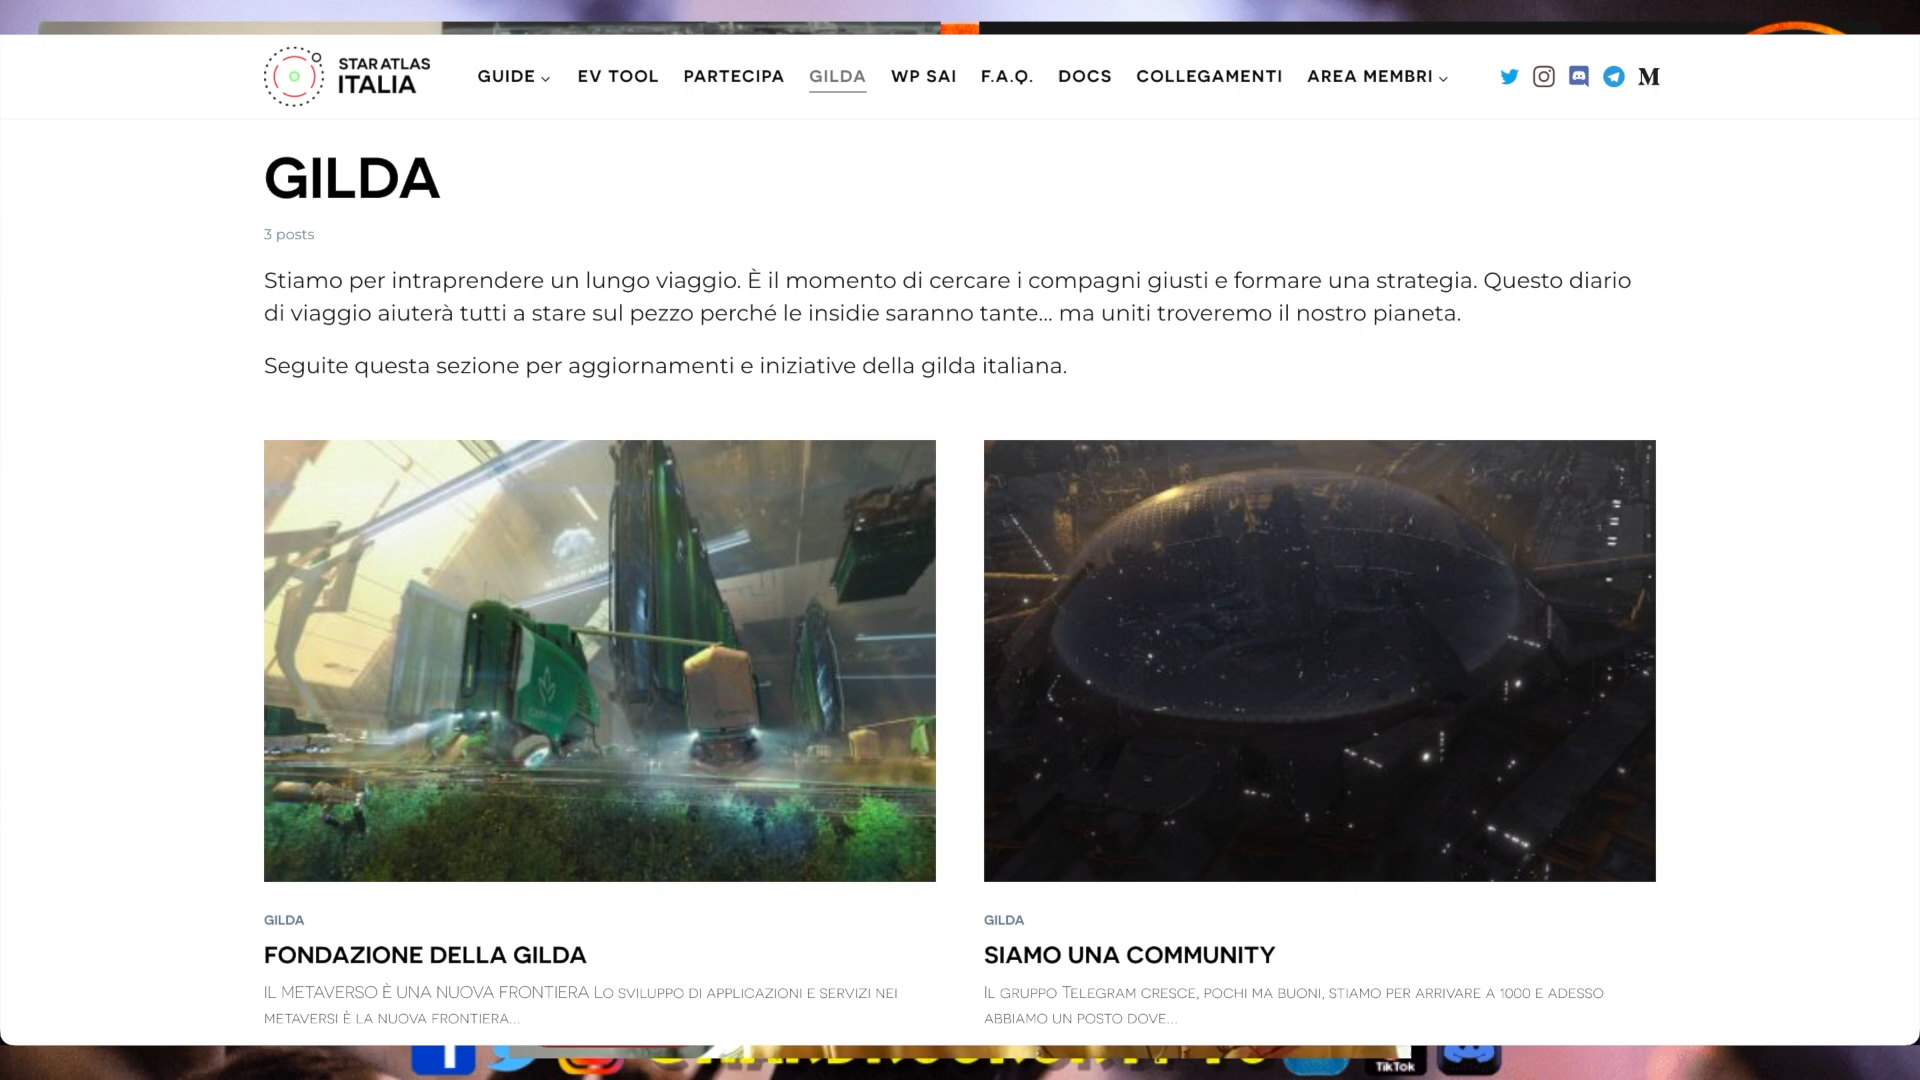 STAR ATLAS
ITALIA
GUIDE EV TOOL PARTECIPA GILDA WP SAI F.A.Q. DOCS COLLEGAMENTI AREA MEMBRI
GILDA
3 posts
Stiamo per intraprendere un lungo viaggio. È il momento di cercare i compagni giusti e formare una strategia. Questo diario
di viaggio aiuterà tutti a stare sul pezzo perché le insidie saranno tante... ma uniti troveremo il nostro pianeta.
Seguite questa sezione per aggiornamenti e iniziative della gilda italiana.
GILDA
FONDAZIONE DELLA GILDA
IL METAVERSO È UNA NUOVA FRONTIERA LO SVILUPPO DI APPLICAZIONI E SERVIZI NEI
METAVERSI È LA NUOVA FRONTIERA...
GILDA
SIAMO UNA COMMUNITY
IL GRUPPO TELEGRAM CRESCE, POCHI MA BUONI, STIAMO PER ARRIVARE A 1000 E ADESSO
ABBIAMO UN POSTO DOVE...
TikTok